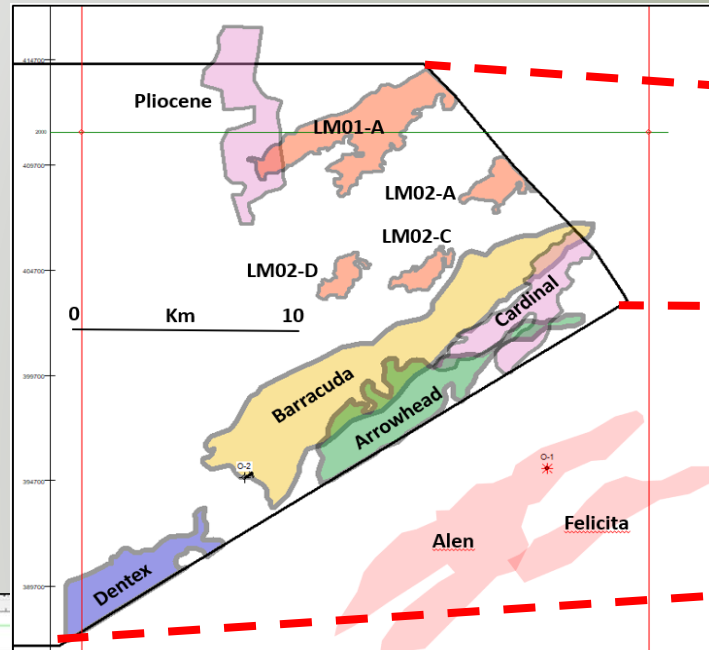 414700
Pliocene
LM01-A
2000
409700
LM02-A
LM02-C
LM02-D
404700
Cardinal
0 Km 10
399700
Barracuda
Arrowhead
O-2
O-1
394700
Felicita
Alen
Dentex
389700